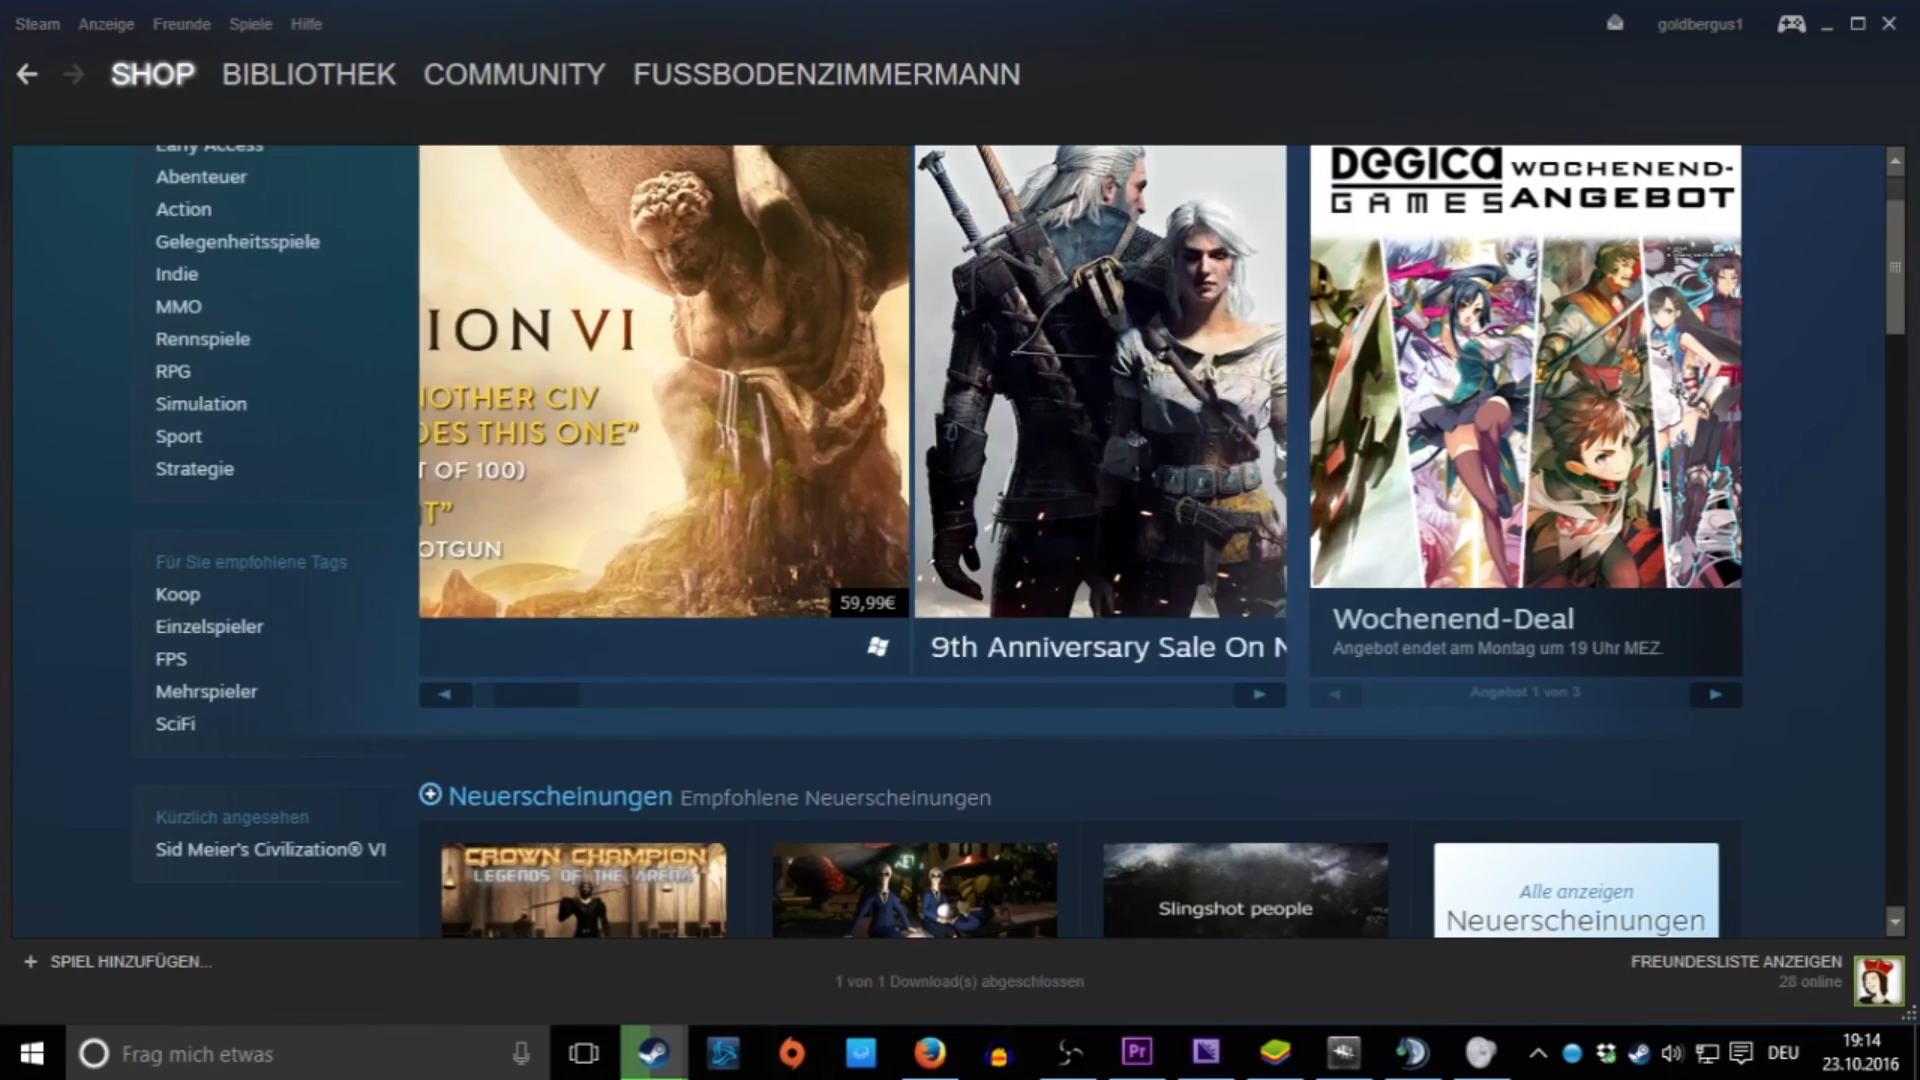 Steam Anzeige Freunde Spiele Hilfe
goldbergus1
SHOP BIBLIOTHEK COMMUNITY FUSSBODENZIMMERMANN
Early Access
Abenteuer
Action
Gelegenheitsspiele
Indie
MMO
Rennspiele
RPG
Simulation
Sport
Strategie
Für Sie empfohlene Tags
Koop
Einzelspieler
FPS
Mehrspieler
SciFi
Kürzlich angesehen
Sid Meier's Civilization® VI
ION VI
IOTHER CIV
DES THIS ONE”
T OF 100)
T”
OTGUN
59,99€
9th Anniversary Sale On N
DEGICA GAMES WOCHENEND-
ANGEBOT
Wochenend-Deal
Angebot endet am Montag um 19 Uhr MEZ.
Angebot 1 von 3
Neuerscheinungen Empfohlene Neuerscheinungen
CROWN CHAMPION
LEGENDS OF THE ARENA
Slingshot people
Alle anzeigen
Neuerscheinungen
+ SPIEL HINZUFÜGEN...
1 von 1 Download(s) abgeschlossen
FREUNDESLISTE ANZEIGEN
28 online
Frag mich etwas
Pr
DEU
19:14
23.10.2016